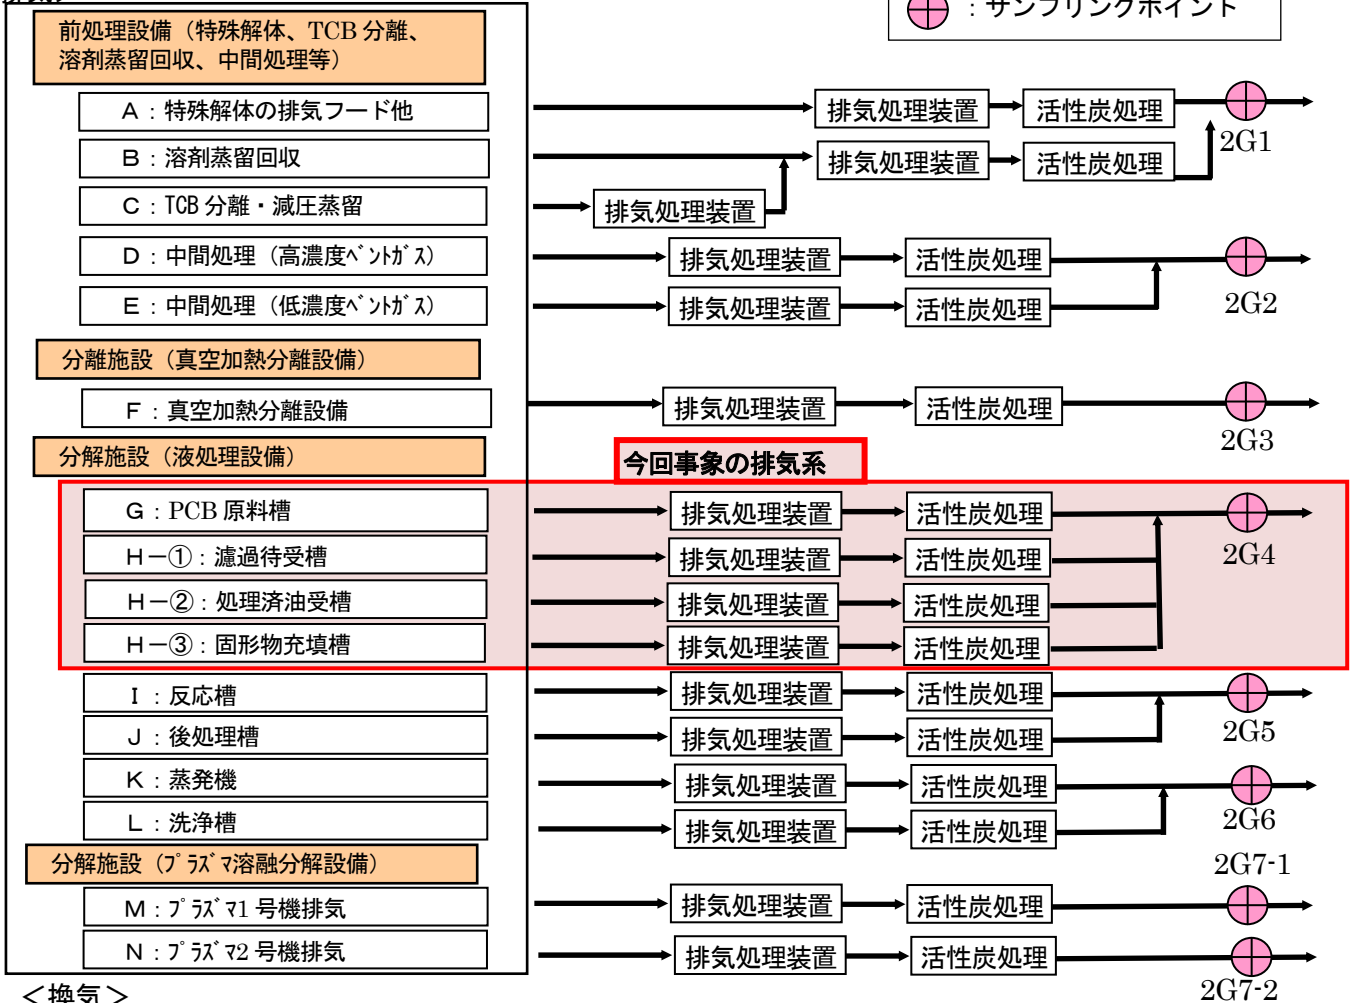 ：サンプリングポイント
前処理設備（特殊解体、TCB 分離、
溶剤蒸留回収、中間処理等）
A：特殊解体の排気フード他
排気処理装置
活性炭処理
2G1
B：溶剤蒸留回収
排気処理装置
活性炭処理
C：TCB 分離・減圧蒸留
排気処理装置
D：中間処理（高濃度ﾍﾞﾝﾄｶﾞｽ）
排気処理装置
活性炭処理
2G2
E：中間処理（低濃度ﾍﾞﾝﾄｶﾞｽ）
排気処理装置
活性炭処理
分離施設（真空加熱分離設備）
F：真空加熱分離設備
排気処理装置
活性炭処理
2G3
分解施設（液処理設備）
今回事象の排気系
G：PCB 原料槽
排気処理装置
活性炭処理
2G4
H－①：濾過待受槽
排気処理装置
活性炭処理
H－②：処理済油受槽
排気処理装置
活性炭処理
H－③：固形物充填槽
排気処理装置
活性炭処理
I：反応槽
排気処理装置
活性炭処理
2G5
J：後処理槽
排気処理装置
活性炭処理
K：蒸発機
排気処理装置
活性炭処理
2G6
L：洗浄槽
排気処理装置
活性炭処理
分解施設（ﾌﾟﾗｽﾞﾏ溶融分解設備）
2G7-1
M：ﾌﾟﾗｽﾞﾏ1 号機排気
排気処理装置
活性炭処理
N：ﾌﾟﾗｽﾞﾏ2 号機排気
排気処理装置
活性炭処理
2G7-2
＜換気＞